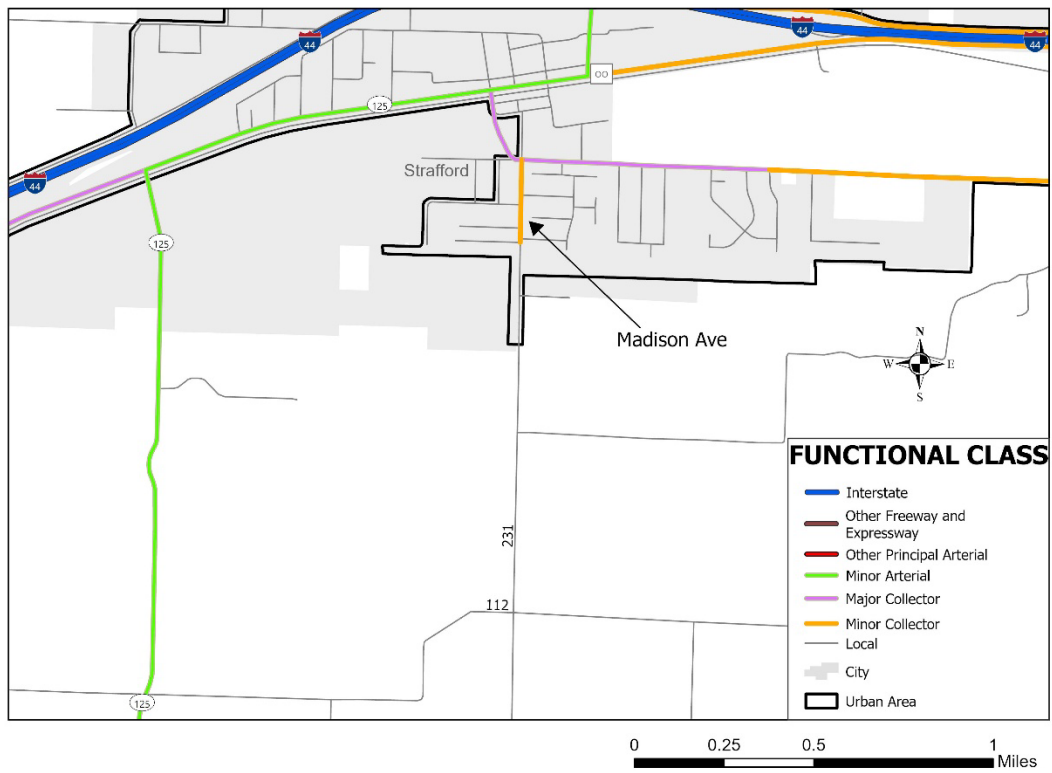 44
44
44
OO
125
Strafford
44
125
Madison Ave
N
W
E
S
FUNCTIONAL CLASS
Interstate
Other Freeway and
Expressway
Other Principal Arterial
Minor Arterial
Major Collector
Minor Collector
Local
City
Urban Area
231
112
125
0 0.25 0.5 1
Miles